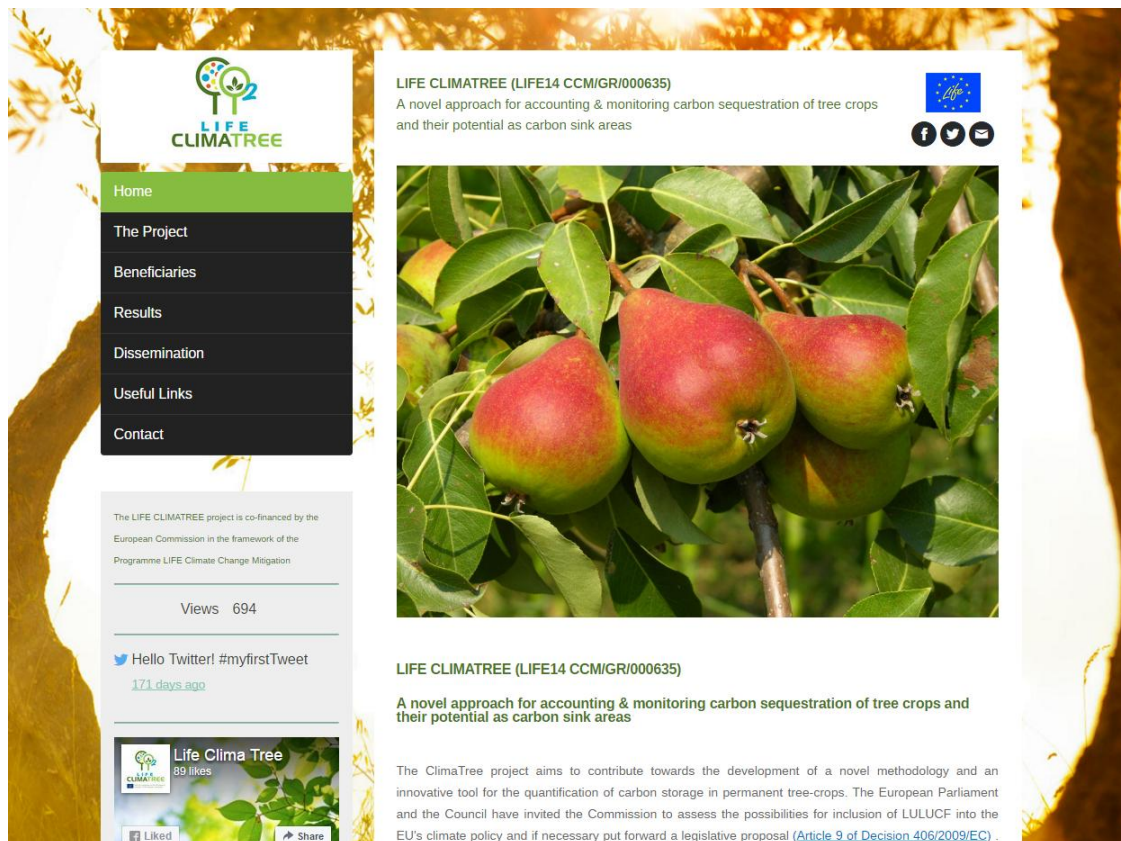 2
LIFE
CLIMATREE
Home
The Project
Beneficiaries
Results
Dissemination
Useful Links
Contact
The LIFE CLIMATREE project is co-financed by the
European Commission in the framework of the
Programme LIFE Climate Change Mitigation
Views 694
Hello Twitter! #myfirstTweet
171 days ago
LIFE
CLIMATREE
Life Clima Tree
89 likes
Liked
Share
LIFE CLIMATREE (LIFE14 CCM/GR/000635)
A novel approach for accounting & monitoring carbon sequestration of tree crops
and their potential as carbon sink areas
Life
LIFE CLIMATREE (LIFE14 CCM/GR/000635)
A novel approach for accounting & monitoring carbon sequestration of tree crops and
their potential as carbon sink areas
The ClimaTree project aims to contribute towards the development of a novel methodology and an
innovative tool for the quantification of carbon storage in permanent tree-crops. The European Parliament
and the Council have invited the Commission to assess the possibilities for inclusion of LULUCF into the
EU's climate policy and if necessary put forward a legislative proposal (Article 9 of Decision 406/2009/EC) .